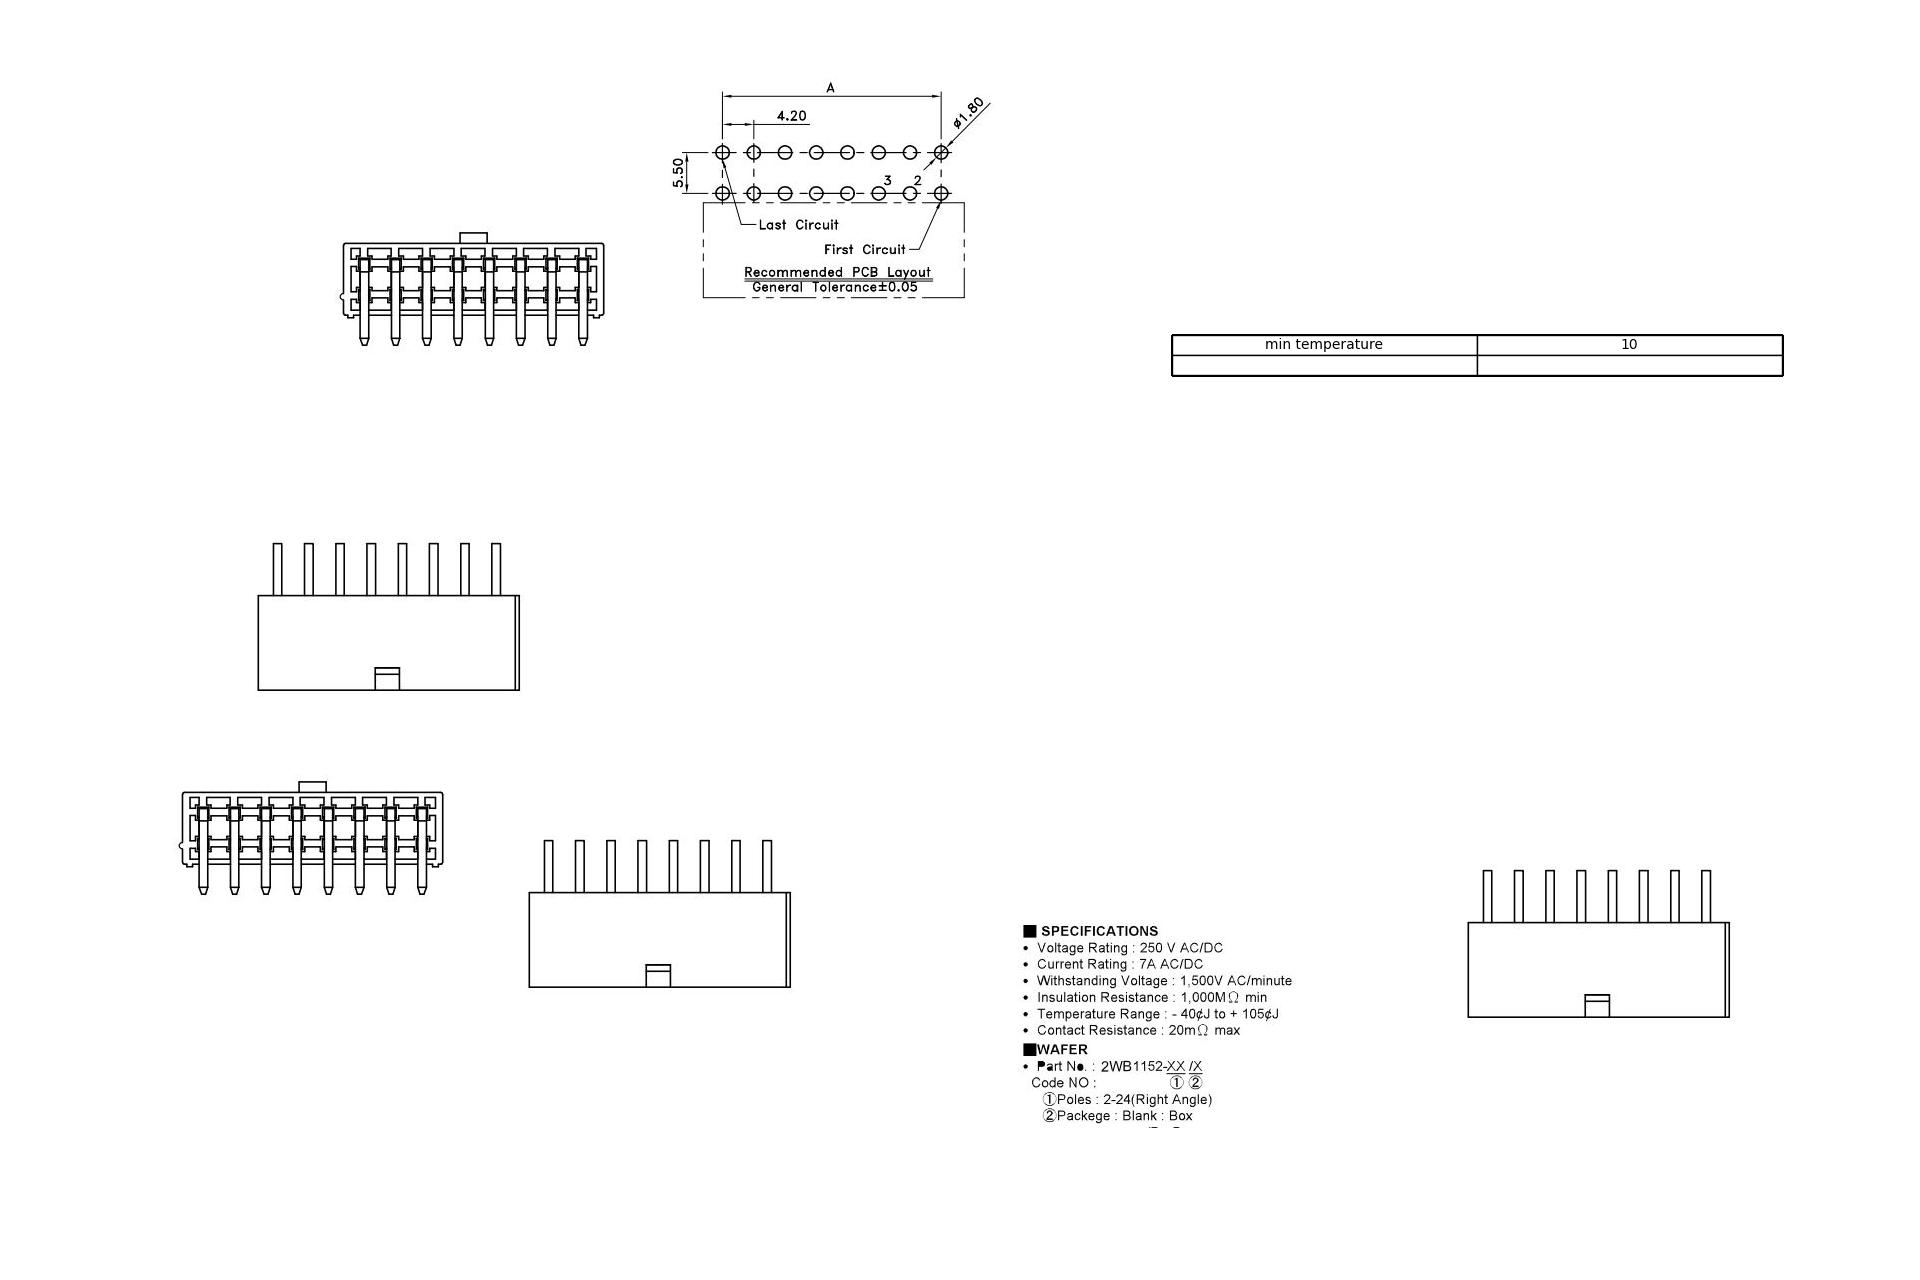 A
4.20
ø1.80
5.50
3 2
Last Circuit
First Circuit
Recommended PCB Layout
General Tolerance±0.05
min temperature 10
■ SPECIFICATIONS
• Voltage Rating : 250 V AC/DC
• Current Rating : 7A AC/DC
• Withstanding Voltage : 1,500V AC/minute
• Insulation Resistance : 1,000MΩ min
• Temperature Range : - 40¢J to + 105¢J
• Contact Resistance : 20mΩ max
■WAFER
• Part No. : 2WB1152-XX /X
Code NO : ① ②
①Poles : 2-24(Right Angle)
②Packege : Blank : Box